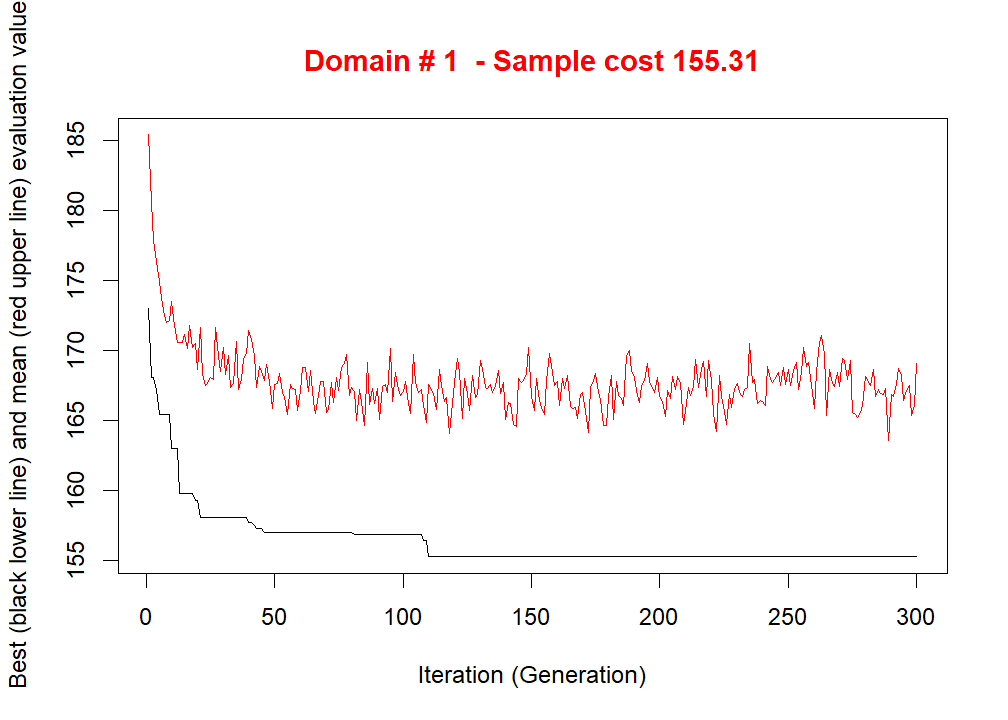 Domain # 1  - Sample cost 155.31
Best (black lower line) and mean (red upper line) evaluation value
185
180
175
170
165
160
155
0 50 100 150 200 250 300
Iteration (Generation)